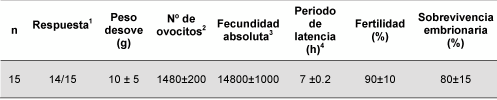 n Respuesta¹ Peso desove (g) Nº de ovocitos² Fecundidad absoluta³ Periodo de latencia (h)⁴ Fertilidad (%) Sobrevivencia embrionaria (%)
15 14/15 10 ± 5 1480±200 14800±1000 7 ±0.2 90±10 80±15